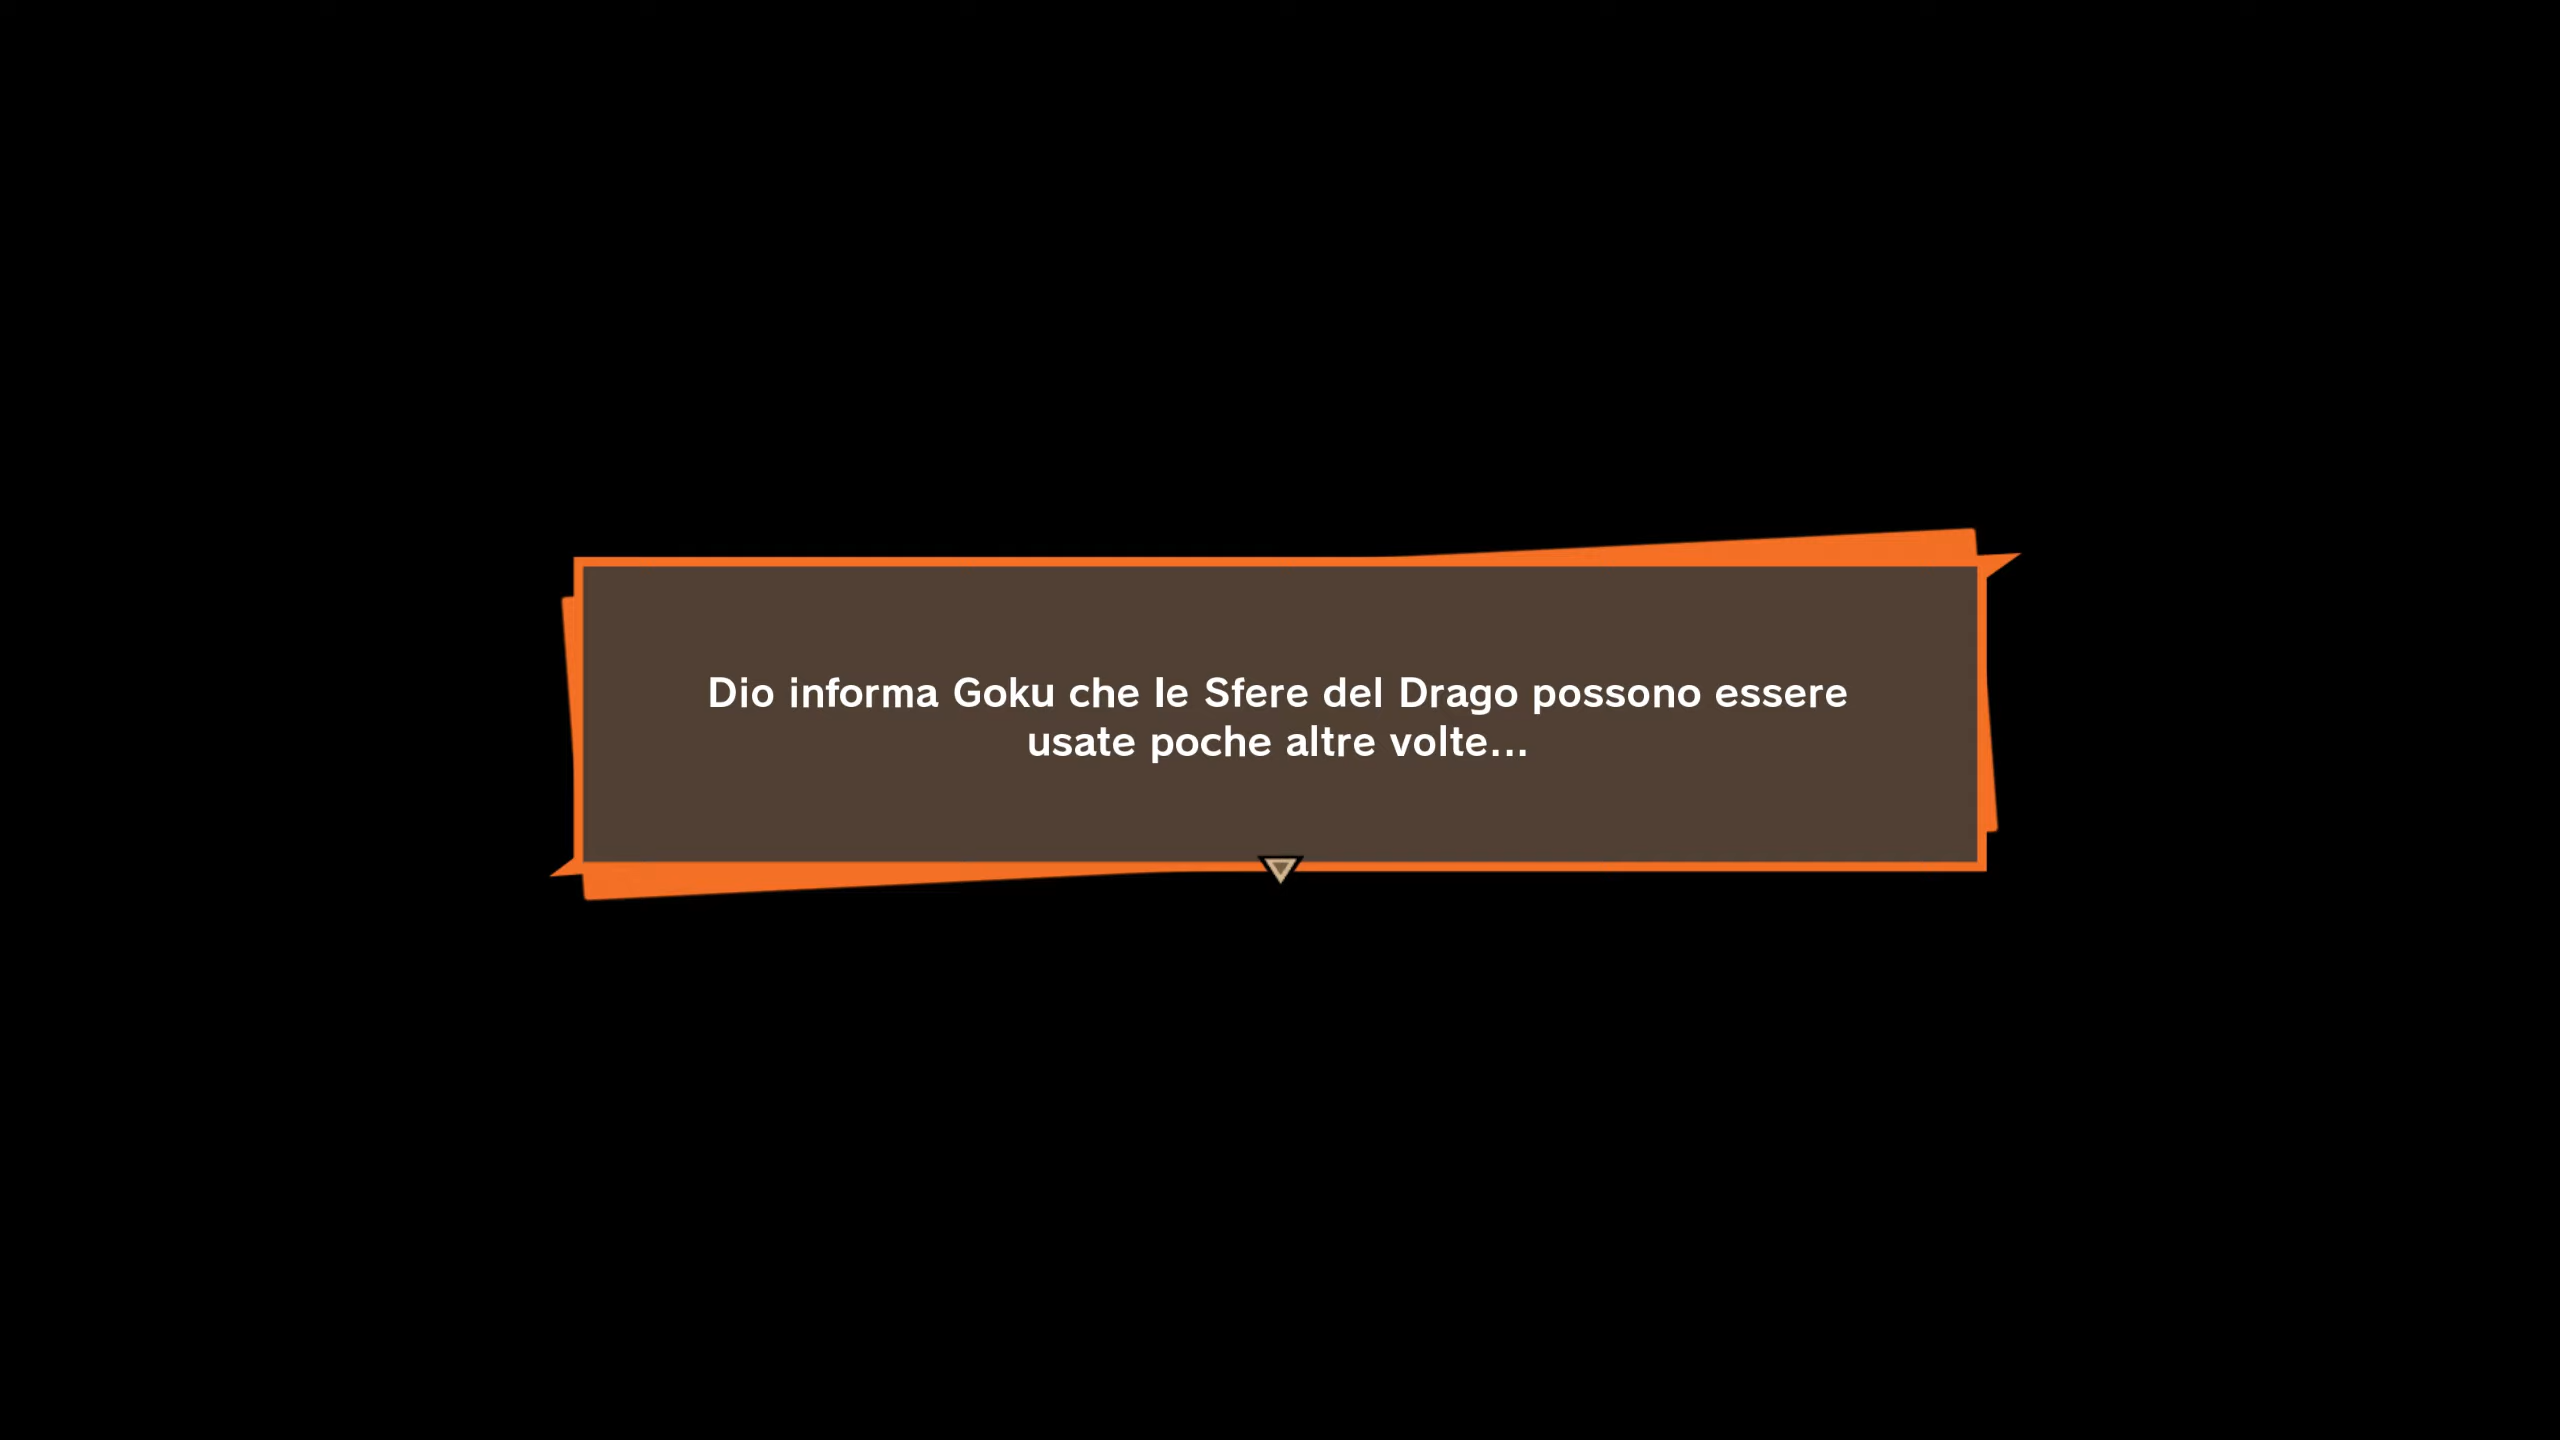 Dio informa Goku che le Sfere del Drago possono essere
usate poche altre volte...